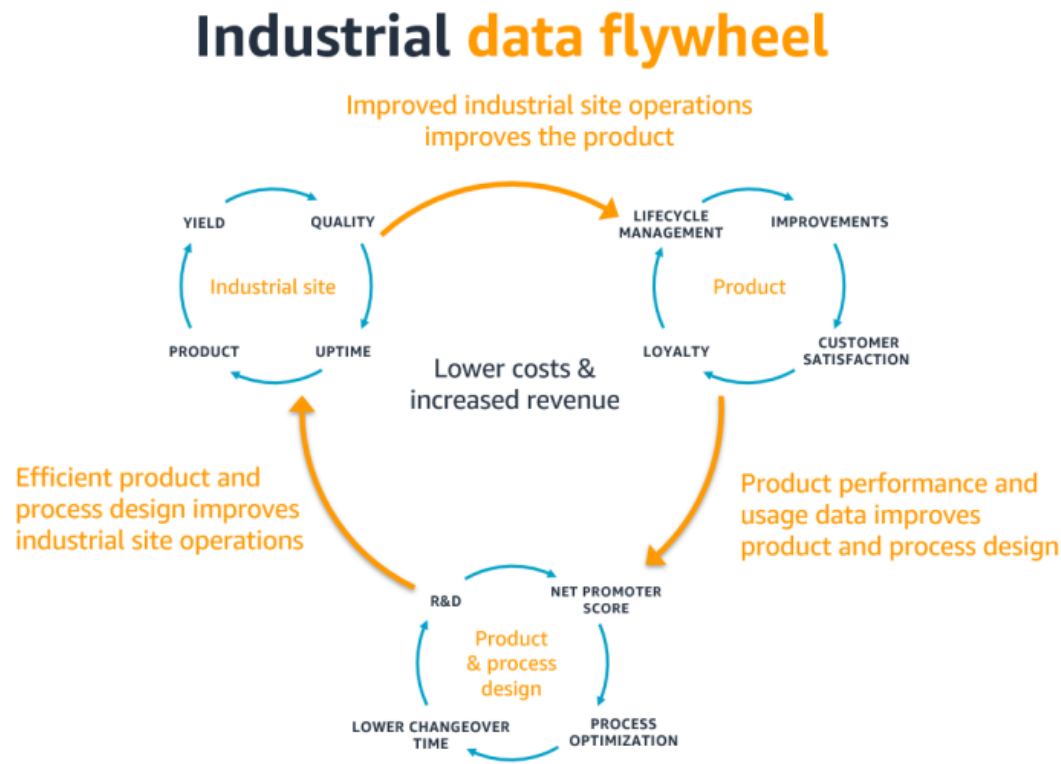 Industrial data flywheel
Improved industrial site operations
improves the product
YIELD
QUALITY
Industrial site
PRODUCT
UPTIME
LIFECYCLE
MANAGEMENT
IMPROVEMENTS
Product
LOYALTY
CUSTOMER
SATISFACTION
Lower costs &
increased revenue
Efficient product and
process design improves
industrial site operations
Product performance and
usage data improves
product and process design
R&D
NET PROMOTER
SCORE
Product
& process
design
LOWER CHANGEOVER
TIME
PROCESS
OPTIMIZATION